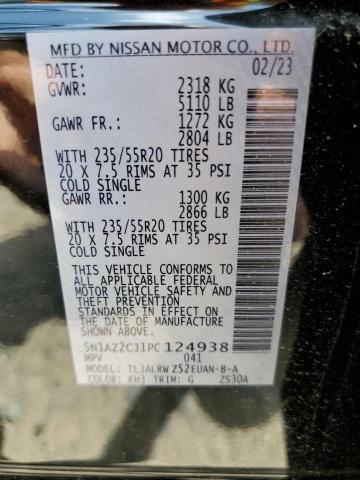 MFD BY NISSAN MOTOR CO., LTD.
DATE: 02/23
GVWR: 2318 KG
5110 LB
GAWR FR.: 1272 KG
2804 LB
WITH 235/55R20 TIRES
20 X 7.5 RIMS AT 35 PSI
COLD SINGLE
GAWR RR.: 1300 KG
2866 LB
WITH 235/55R20 TIRES
20 X 7.5 RIMS AT 35 PSI
COLD SINGLE
THIS VEHICLE CONFORMS TO
ALL APPLICABLE FEDERAL
MOTOR VEHICLE SAFETY AND
THEFT PREVENTION
STANDARDS IN EFFECT ON
THE DATE OF MANUFACTURE
SHOWN ABOVE.
5N1AZ2CJ1PC124938
MPV 041
MODEL: TL3ALRW Z52EUAN-B-A
COLOR: KH3 TRIM: G ZS30A